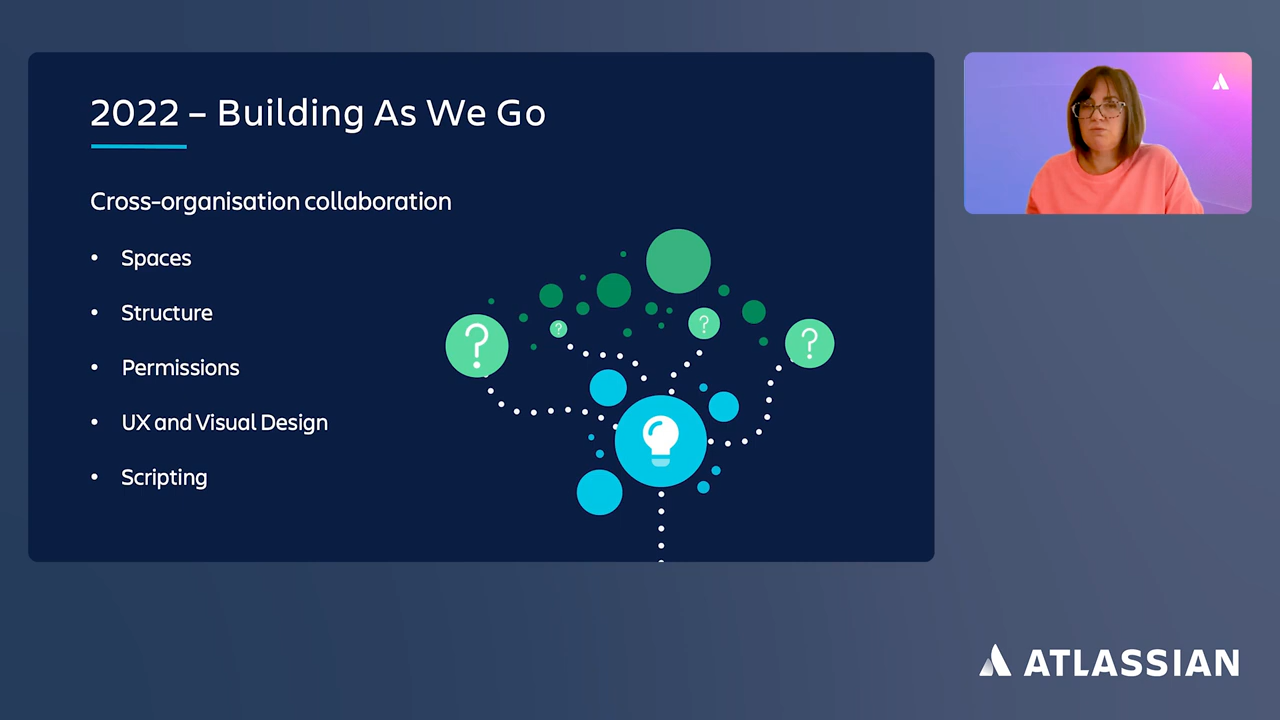 2022 – Building As We Go
Cross-organisation collaboration
• Spaces
• Structure
• Permissions
• UX and Visual Design
• Scripting
?
?
?
?
ATLASSIAN